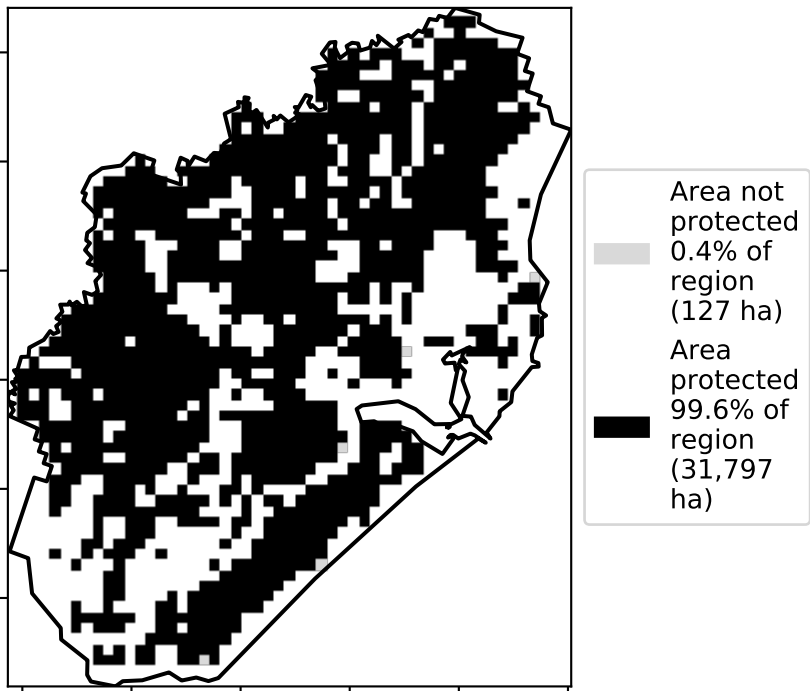 Area not
protected
0.4% of
region
(127 ha)
Area
protected
99.6% of
region
(31,797
ha)